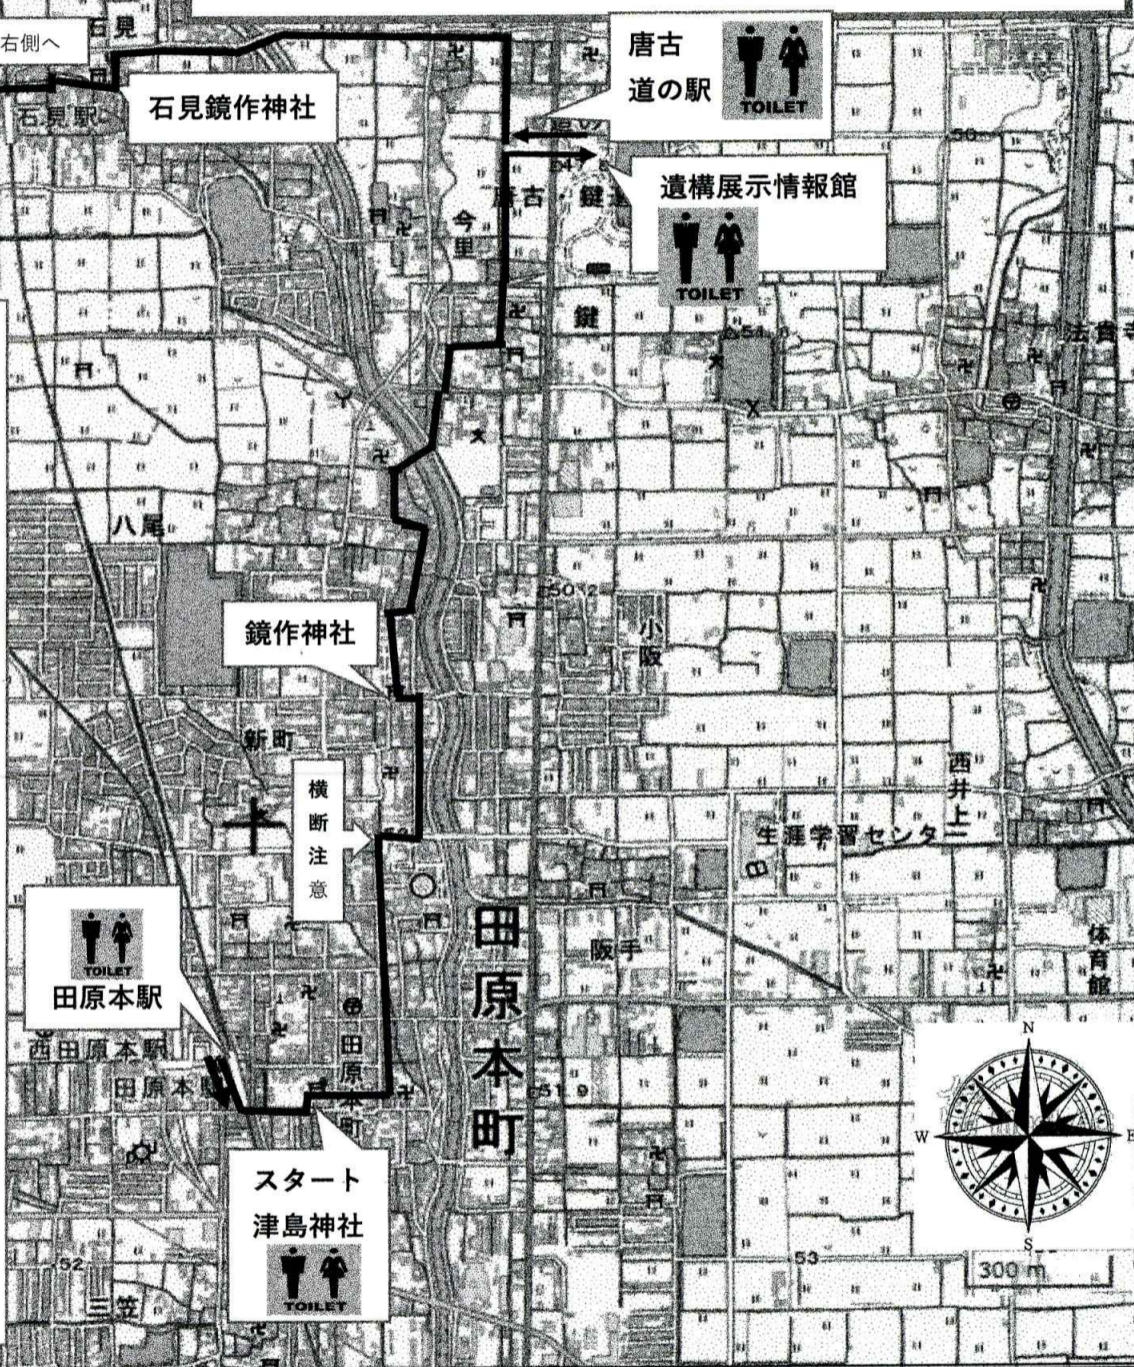 右側へ
石見
石見鏡作神社
石見駅
唐古
道の駅
TOILET
遺構展示情報館
TOILET
唐古・鍵
今里
鍵
50
法貴寺
八尾
鏡作神社
小阪
新町
横断注意
西井上
生涯学習センター
田原本町
阪手
体育館
TOILET
田原本駅
西田原本駅
田原本駅
田原本町
スタート
津島神社
TOILET
52
三笠
53
N
W
E
S
300 m